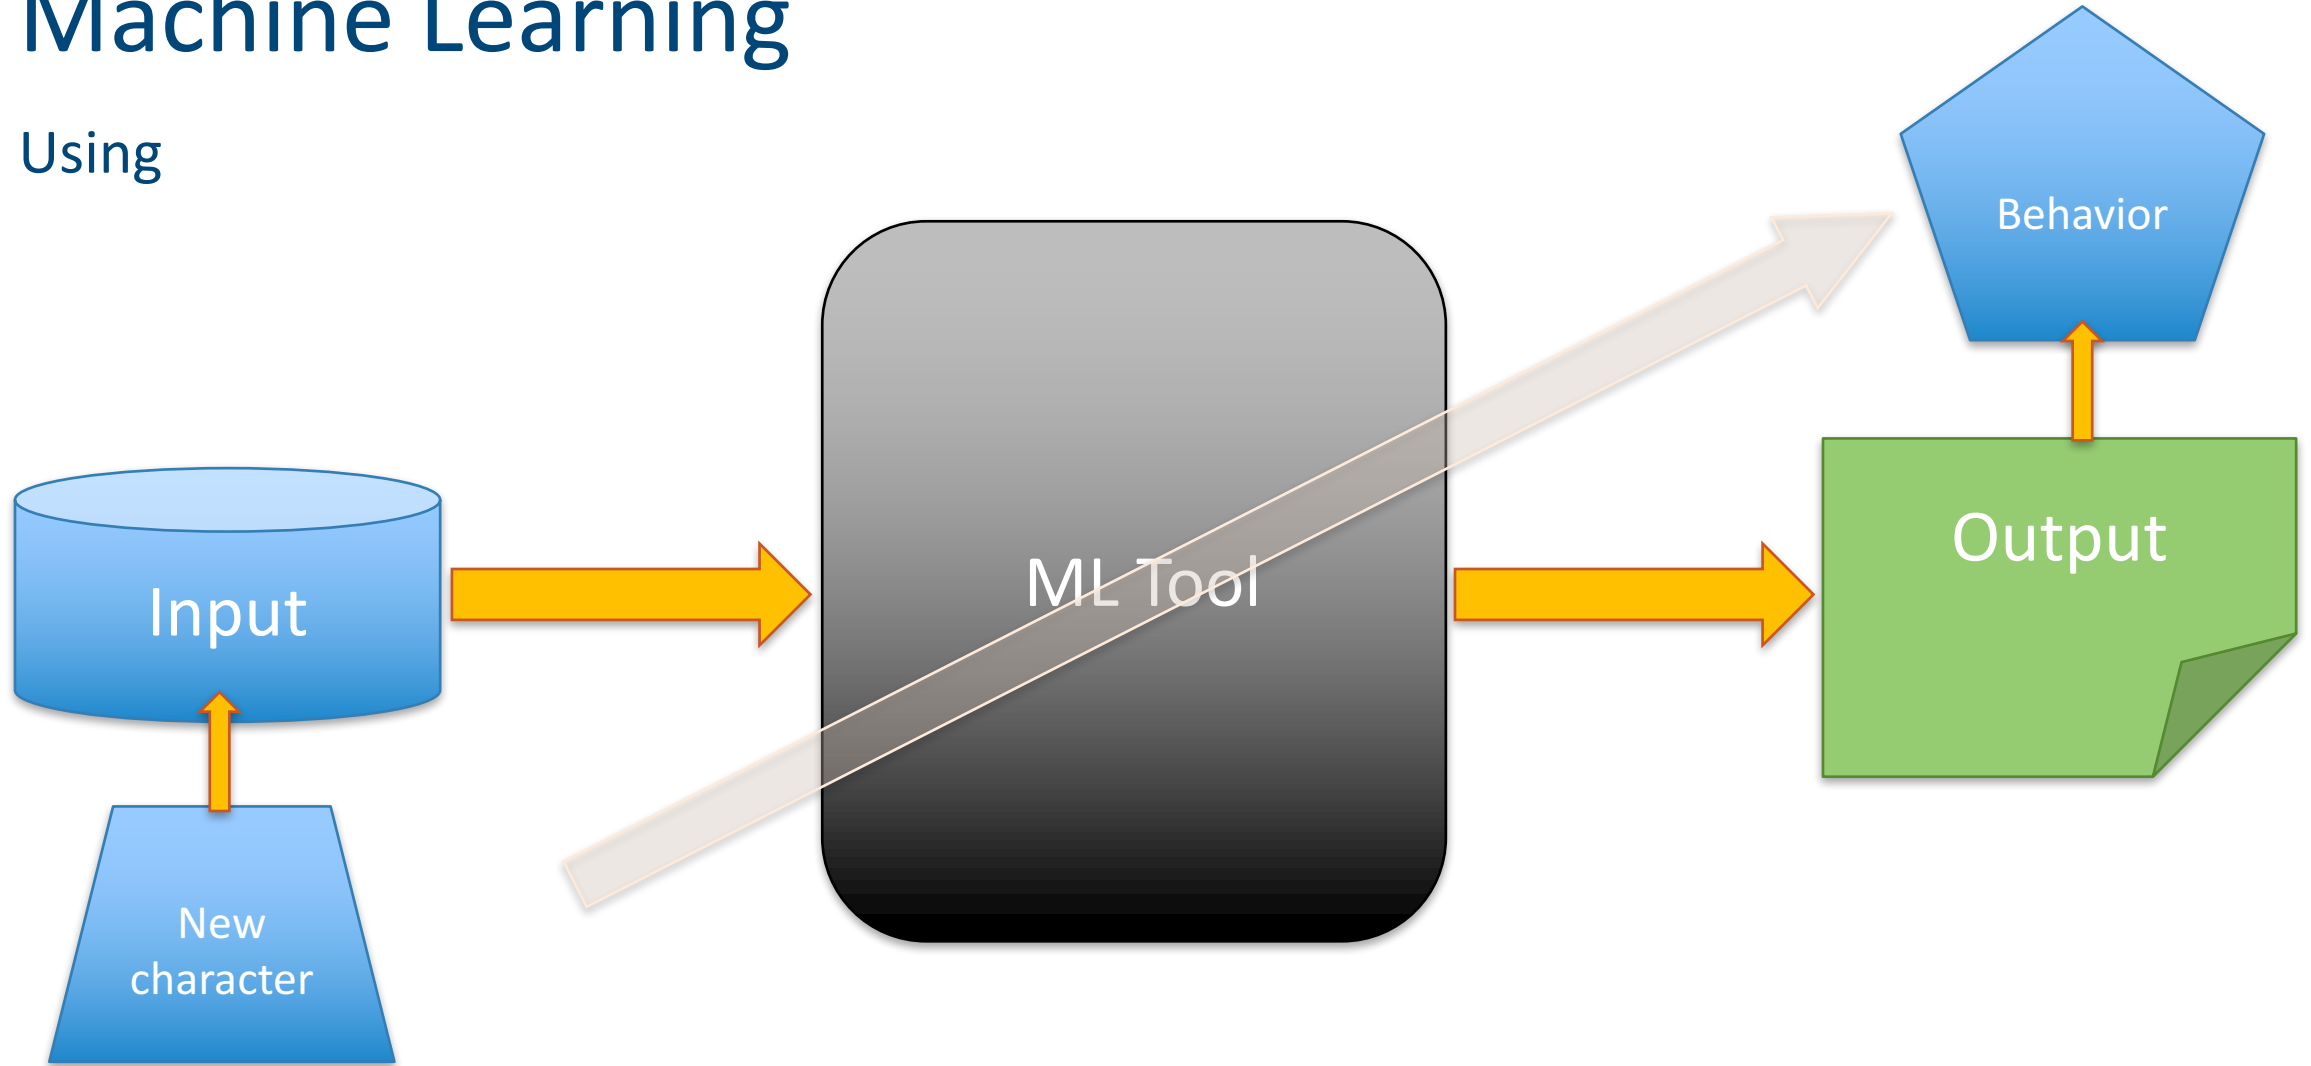 Machine Learning
Using
Behavior
Output
ML Tool
Input
New
character